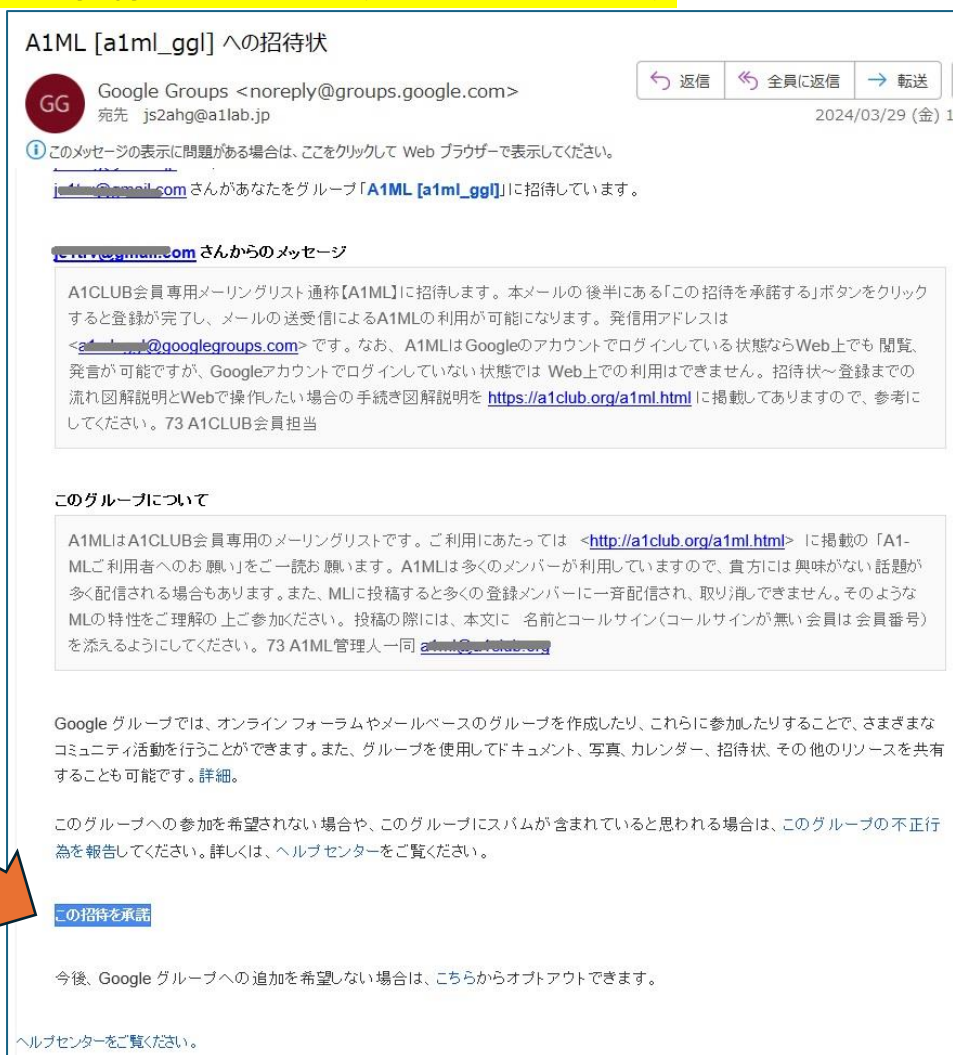 A1ML [a1ml_ggl] への招待状
GG
Google Groups <noreply@groups.google.com>
宛先 js2ahg@a1lab.jp
返信 全員に返信 転送
2024/03/29 (金) 1
このメッセージの表示に問題がある場合は、ここをクリックして Web ブラウザーで表示してください。
さんがあなたをグループ「A1ML [a1ml_ggl]」に招待しています。
さんからのメッセージ
A1CLUB会員専用メーリングリスト通称【A1ML】に招待します。本メールの後半にある「この招待を承諾する」ボタンをクリック
すると登録が完了し、メールの送受信によるA1MLの利用が可能になります。発信用アドレスは
@googlegroups.com> です。なお、A1MLはGoogleのアカウントでログインしている状態ならWeb上でも閲覧、
発言が可能ですが、Googleアカウントでログインしていない状態では Web上での利用はできません。招待状～登録までの
流れ図解説明とWebで操作したい場合の手続き図解説明を https://a1club.org/a1ml.html に掲載してありますので、参考に
してください。73 A1CLUB会員担当
このグループについて
A1MLはA1CLUB会員専用のメーリングリストです。ご利用にあたっては <http://a1club.org/a1ml.html> に掲載の「A1-
MLご利用者へのお願い」をご一読お願います。A1MLは多くのメンバーが利用していますので、貴方には興味がない話題が
多く配信される場合もあります。また、MLに投稿すると多くの登録メンバーに一斉配信され、取り消しできません。そのような
MLの特性をご理解の上ご参加ください。投稿の際には、本文に 名前とコールサイン(コールサインが無い会員は会員番号)
を添えるようにしてください。73 A1ML管理人一同
Google グループでは、オンライン フォーラムやメールベースのグループを作成したり、これらに参加したりすることで、さまざまな
コミュニティ活動を行うことができます。また、グループを使用してドキュメント、写真、カレンダー、招待状、その他のリソースを共有
することも可能です。詳細。
このグループへの参加を希望されない場合や、このグループにスパムが含まれていると思われる場合は、このグループの不正行
為を報告してください。詳しくは、ヘルプセンターをご覧ください。
この招待を承諾
今後、Google グループへの追加を希望しない場合は、こちらからオプトアウトできます。
ヘルプセンターをご覧ください。